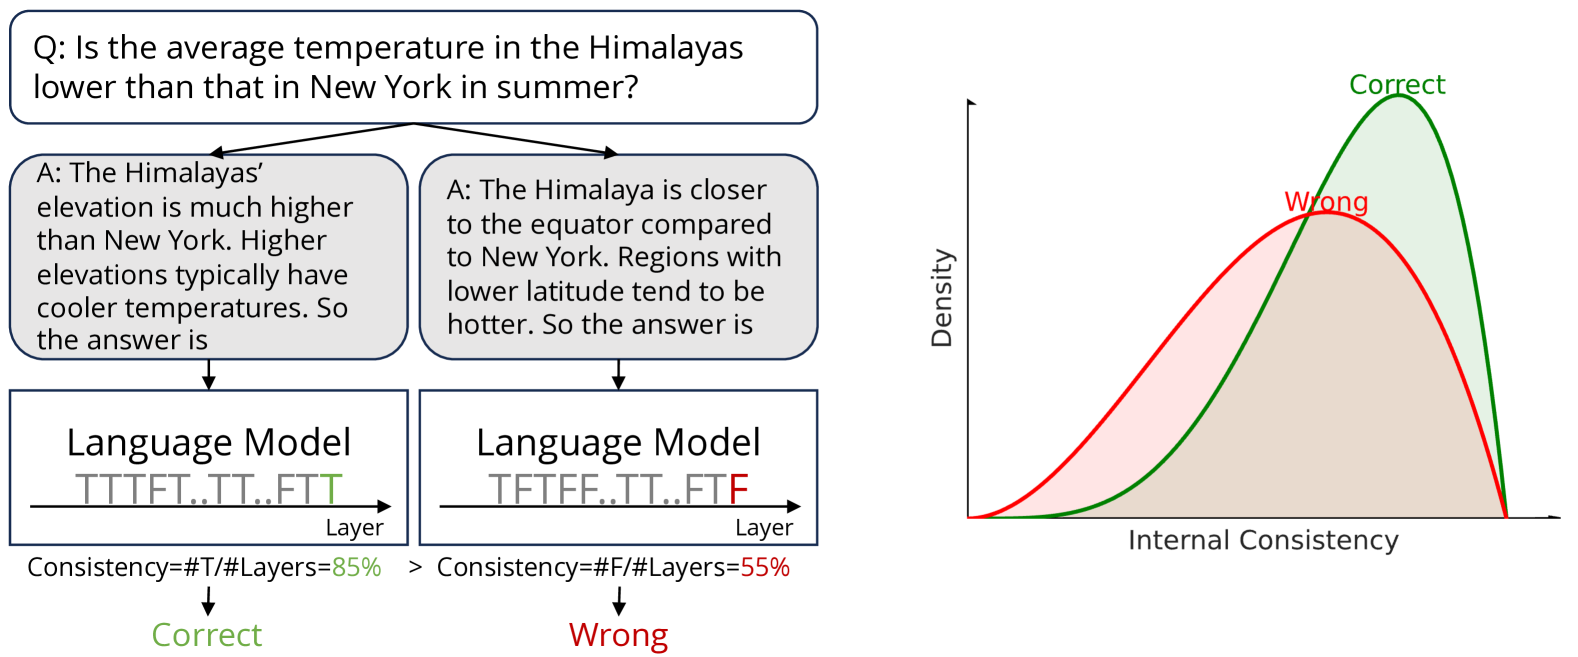 Q: Is the average temperature in the Himalayas
lower than that in New York in summer?
A: The Himalayas’
elevation is much higher
than New York. Higher
elevations typically have
cooler temperatures. So
the answer is
A: The Himalaya is closer
to the equator compared
to New York. Regions with
lower latitude tend to be
hotter. So the answer is
Language Model
TTTFT..TT..FTT
Layer
Language Model
TFTFF..TT..FTF
Layer
Consistency=#T/#Layers=85% > Consistency=#F/#Layers=55%
Correct
Wrong
Correct
Wrong
Density
Internal Consistency